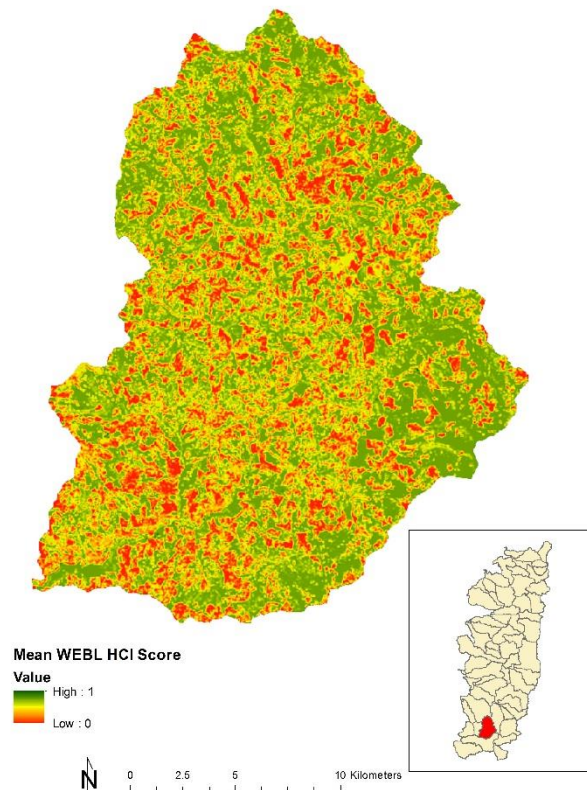 Mean WEBL HCI Score
Value
High : 1
Low : 0
N
0 2.5 5 10 Kilometers